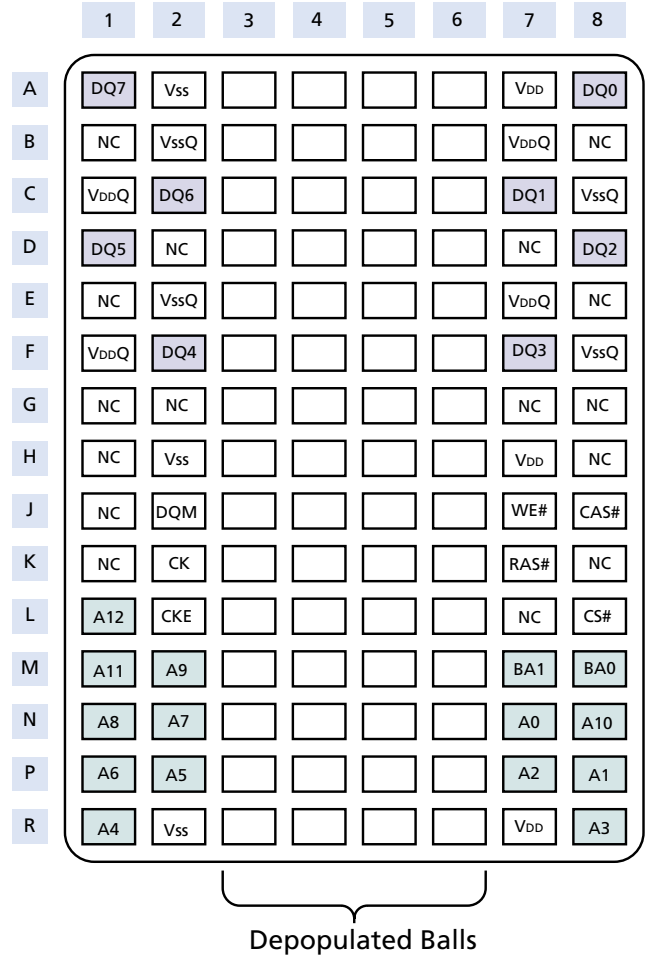 1 2 3 4 5 6 7 8
A DQ7 Vss VDD DQ0
B NC VssQ VDDQ NC
C VDDQ DQ6 DQ1 VssQ
D DQ5 NC NC DQ2
E NC VssQ VDDQ NC
F VDDQ DQ4 DQ3 VssQ
G NC NC NC NC
H NC Vss VDD NC
J NC DQM WE# CAS#
K NC CK RAS# NC
L A12 CKE NC CS#
M A11 A9 BA1 BA0
N A8 A7 A0 A10
P A6 A5 A2 A1
R A4 Vss VDD A3
Depopulated Balls